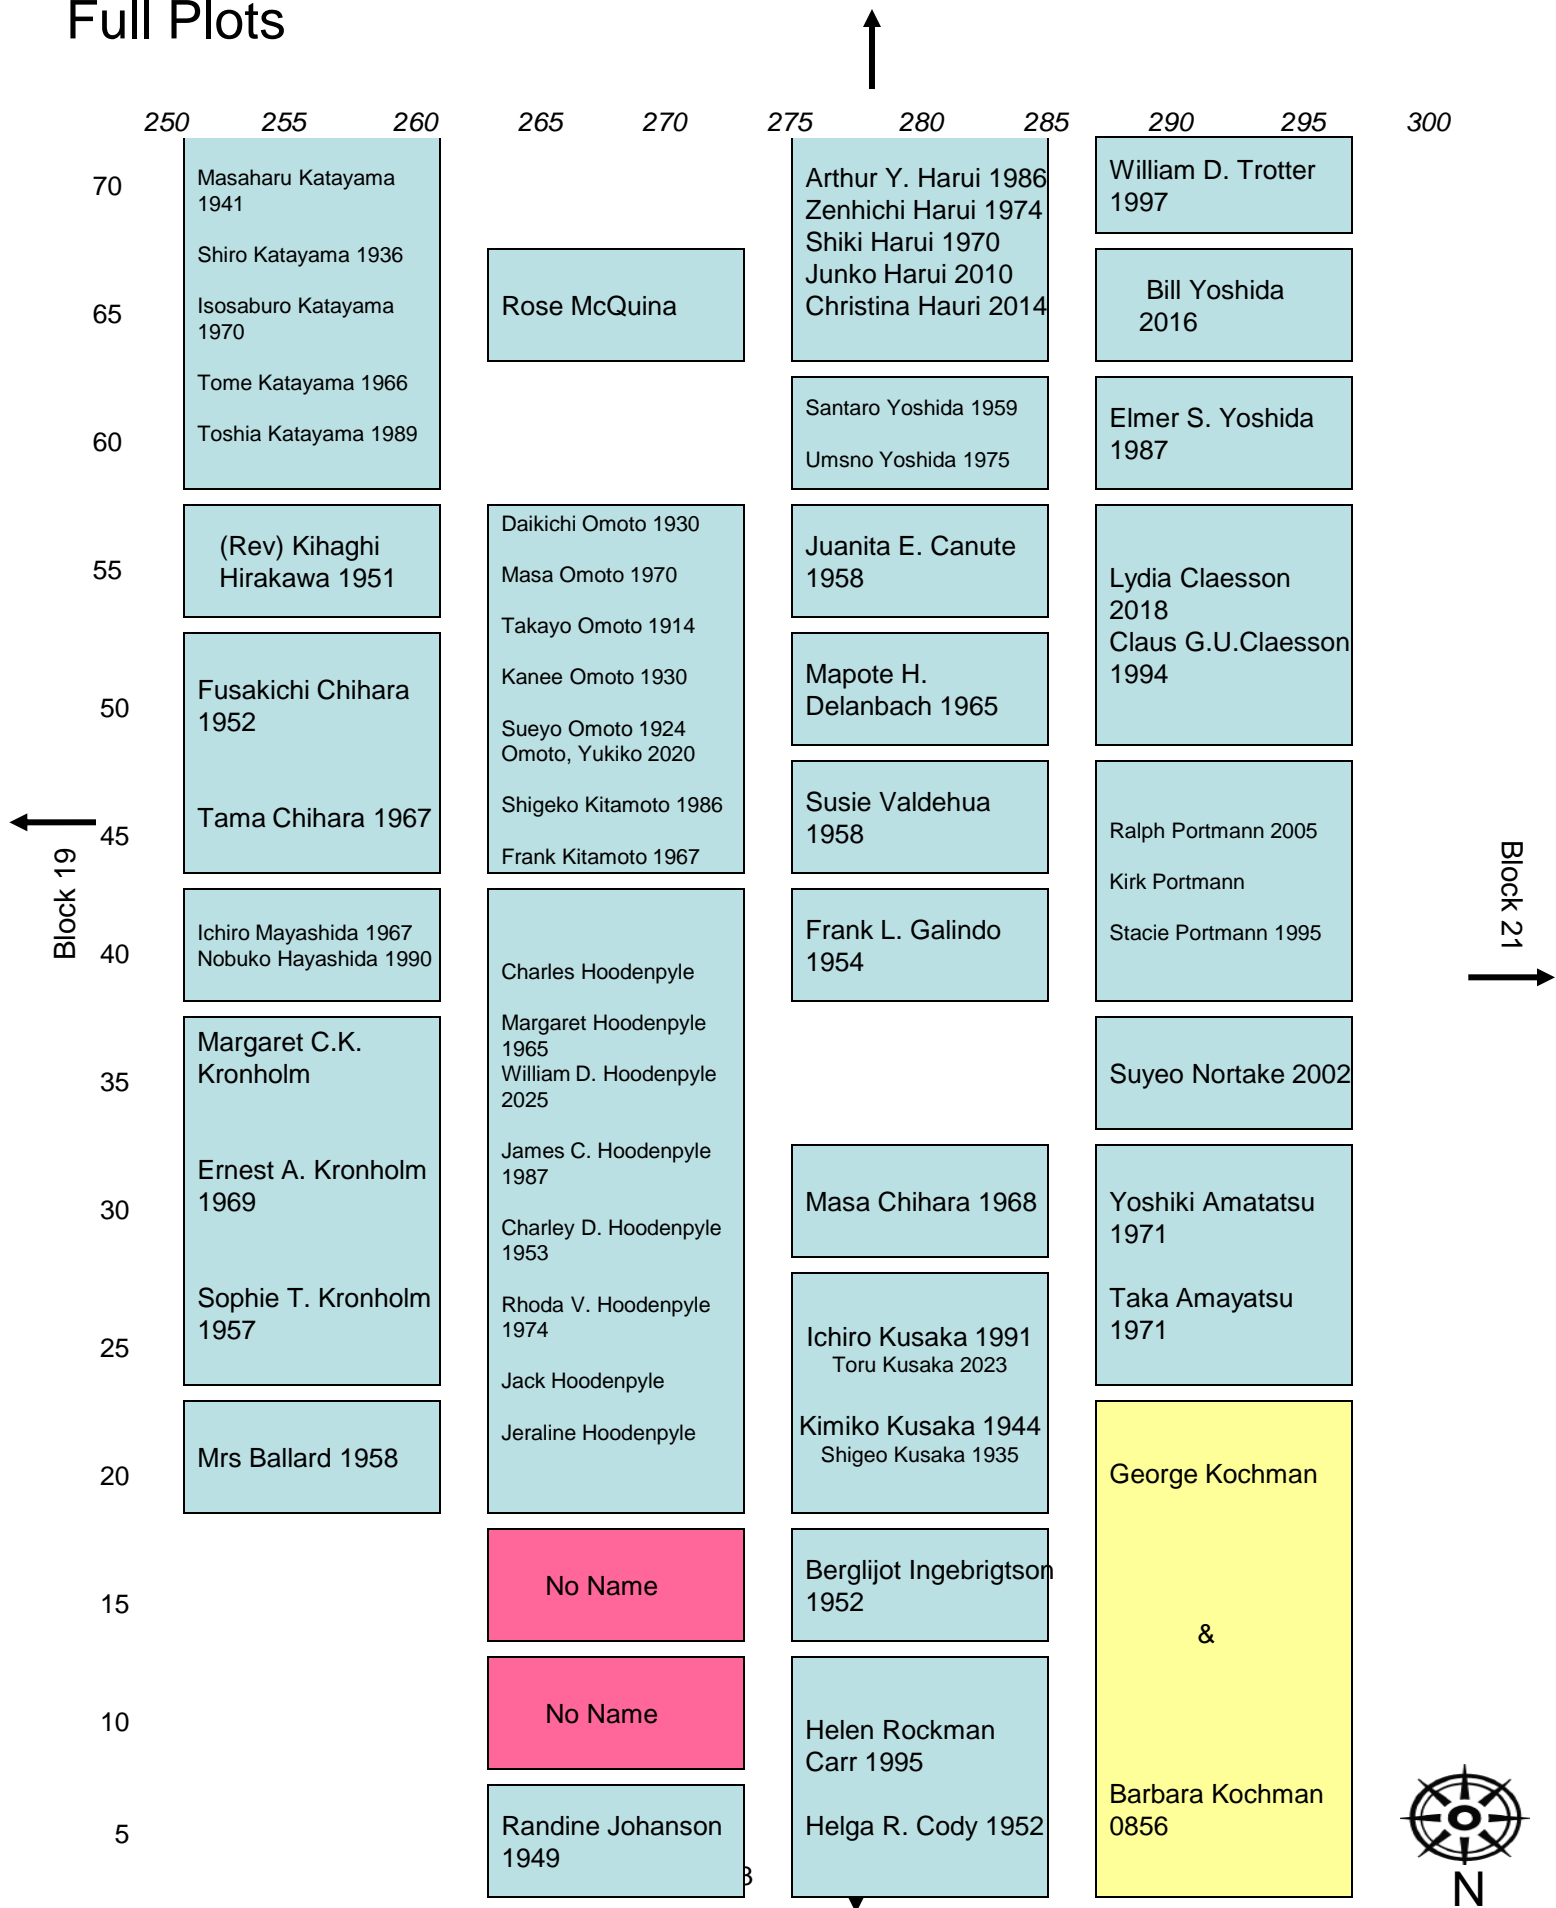 Full Plots
250 255 260 265 270 275 280 285 290 295 300
70
65
60
55
50
45
40
35
30
25
20
15
10
5
Block 19
Masaharu Katayama
1941
Shiro Katayama 1936
Isosaburo Katayama
1970
Tome Katayama 1966
Toshia Katayama 1989
(Rev) Kihaghi
Hirakawa 1951
Fusakichi Chihara
1952
Tama Chihara 1967
Ichiro Mayashida 1967
Nobuko Hayashida 1990
Margaret C.K.
Kronholm
Ernest A. Kronholm
1969
Sophie T. Kronholm
1957
Mrs Ballard 1958
Rose McQuina
Daikichi Omoto 1930
Masa Omoto 1970
Takayo Omoto 1914
Kanee Omoto 1930
Sueyo Omoto 1924
Omoto, Yukiko 2020
Shigeko Kitamoto 1986
Frank Kitamoto 1967
Charles Hoodenpyle
Margaret Hoodenpyle
1965
William D. Hoodenpyle
2025
James C. Hoodenpyle
1987
Charley D. Hoodenpyle
1953
Rhoda V. Hoodenpyle
1974
Jack Hoodenpyle
Jeraline Hoodenpyle
No Name
No Name
Randine Johanson
1949
Arthur Y. Harui 1986
Zenhichi Harui 1974
Shiki Harui 1970
Junko Harui 2010
Christina Hauri 2014
Santaro Yoshida 1959
Umsno Yoshida 1975
Juanita E. Canute
1958
Mapote H.
Delanbach 1965
Susie Valdehua
1958
Frank L. Galindo
1954
Masa Chihara 1968
Ichiro Kusaka 1991
Toru Kusaka 2023
Kimiko Kusaka 1944
Shigeo Kusaka 1935
Berglijot Ingebrigtson
1952
Helen Rockman
Carr 1995
Helga R. Cody 1952
William D. Trotter
1997
Bill Yoshida
2016
Elmer S. Yoshida
1987
Lydia Claesson
2018
Claus G.U.Claesson
1994
Ralph Portmann 2005
Kirk Portmann
Stacie Portmann 1995
Suyeo Nortake 2002
Yoshiki Amatatsu
1971
Taka Amayatsu
1971
George Kochman
&
Barbara Kochman
0856
Block 21
N